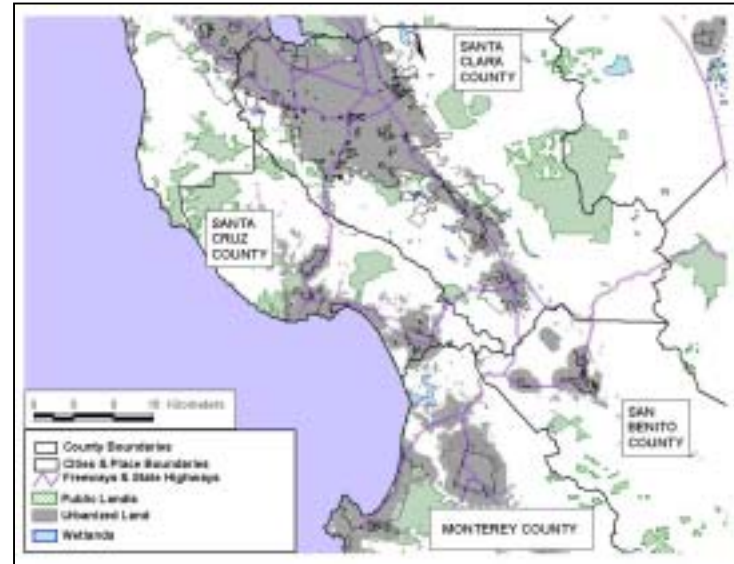 SANTA
CLARA
COUNTY
SANTA
CRUZ
COUNTY
SAN
BENITO
COUNTY
MONTEREY COUNTY
Kilometers
County Boundaries
Cities & Place Boundaries
Freeways & State Highways
Public Lands
Urbanized Land
Wetlands